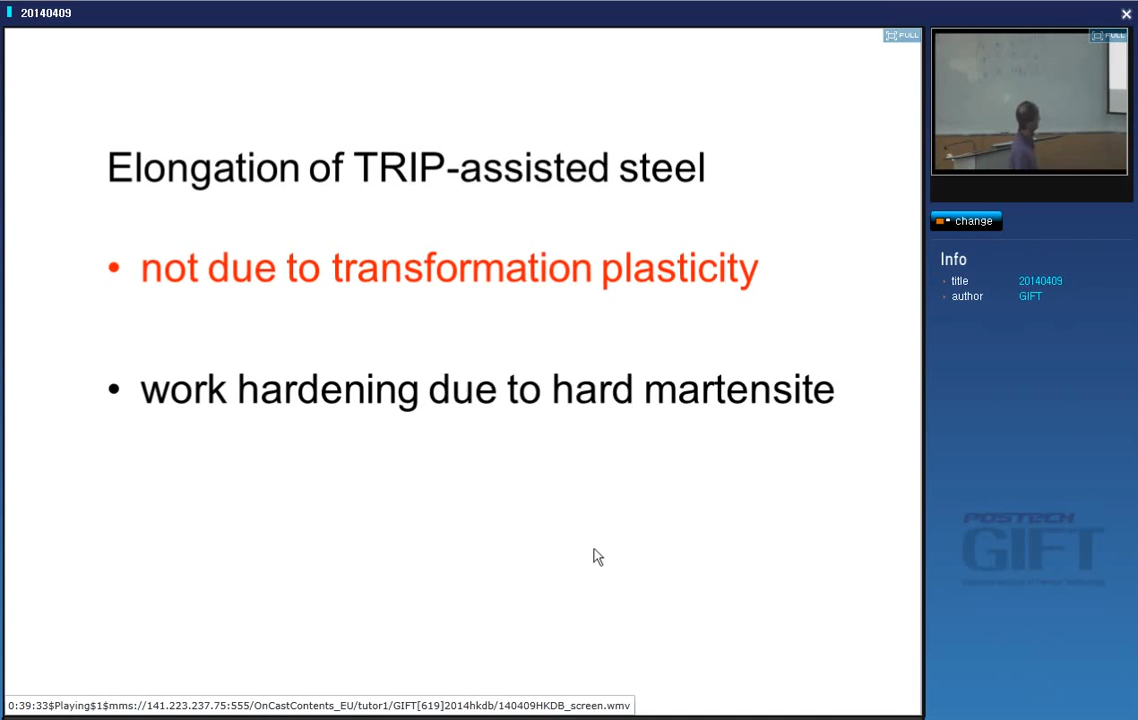 20140409
FULL
FULL
Elongation of TRIP-assisted steel
• not due to transformation plasticity
• work hardening due to hard martensite
change
Info
title 20140409
author GIFT
POSTECH
GIFT
0:39:33$Playing$1$mms://141.223.237.75:555/OnCastContents_EU/tutor1/GIFT[619]2014hkdb/140409HKDB_screen.wmv